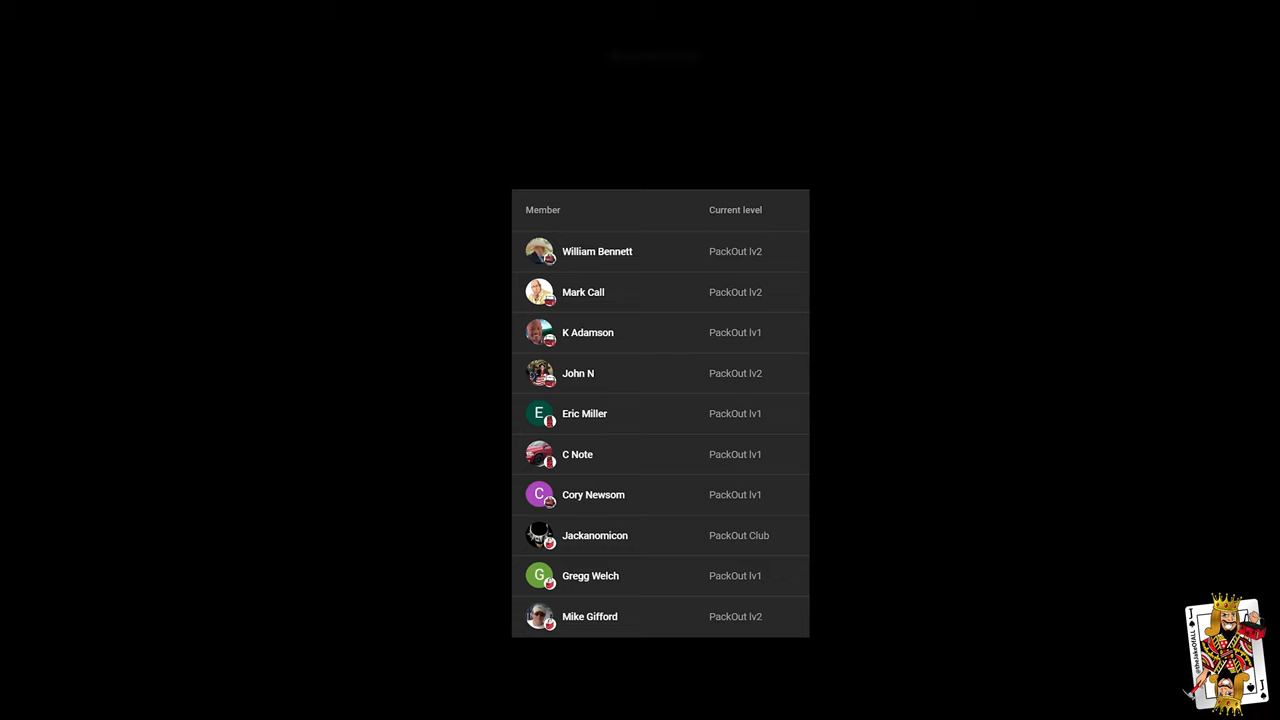 Member Current level
William Bennett PackOut lv2
Mark Call PackOut lv2
K Adamson PackOut lv1
John N PackOut lv2
E Eric Miller PackOut lv1
C Note PackOut lv1
C Cory Newsom PackOut lv1
Jackanomicon PackOut Club
G Gregg Welch PackOut lv1
Mike Gifford PackOut lv2
J
@theJakeOfALL
J